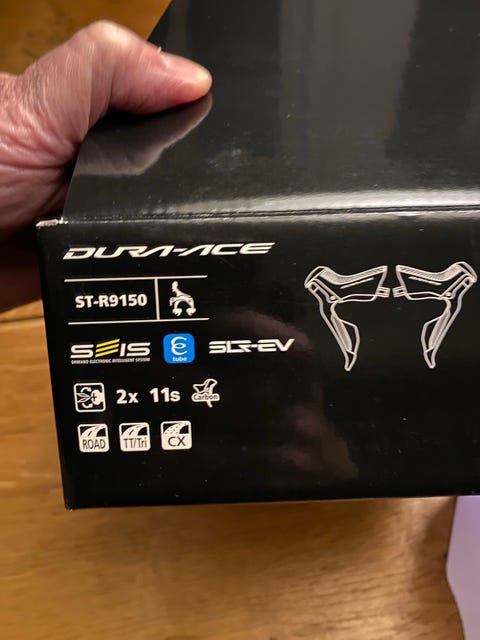 DURA-ACE
ST-R9150
SEIS
SHIMANO ELECTRONIC INTELLIGENT SYSTEM
E tube
SLR-EV
2x 11s Carbon
ROAD TT/Tri CX